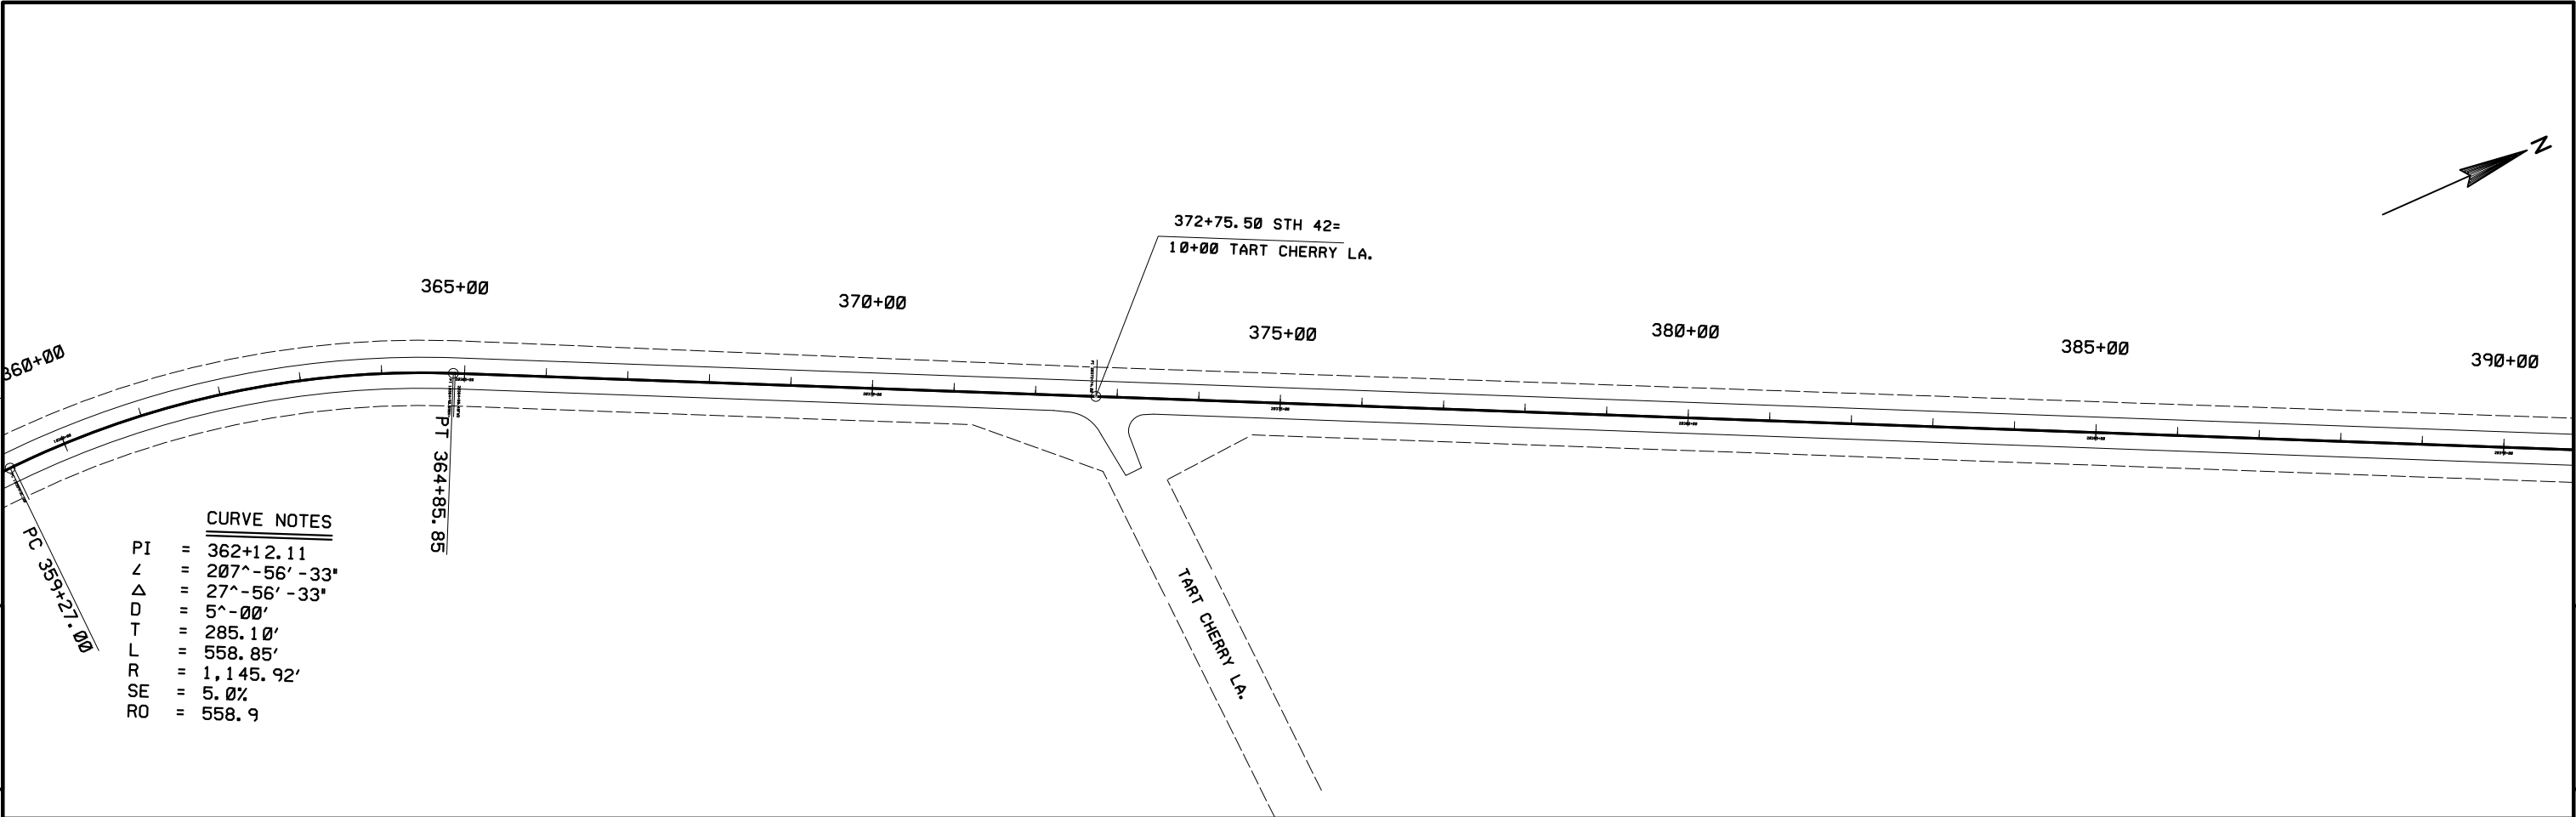 N
372+75.50 STH 42=
10+00 TART CHERRY LA.
360+00
365+00
370+00
375+00
380+00
385+00
390+00
PC 359+27.00
PT 364+85.85
CURVE NOTES
PI = 362+12.11
∠ = 207^-56'-33"
△ = 27^-56'-33"
D = 5^-00'
T = 285.10'
L = 558.85'
R = 1,145.92'
SE = 5.0%
RO = 558.9
TART CHERRY LA.